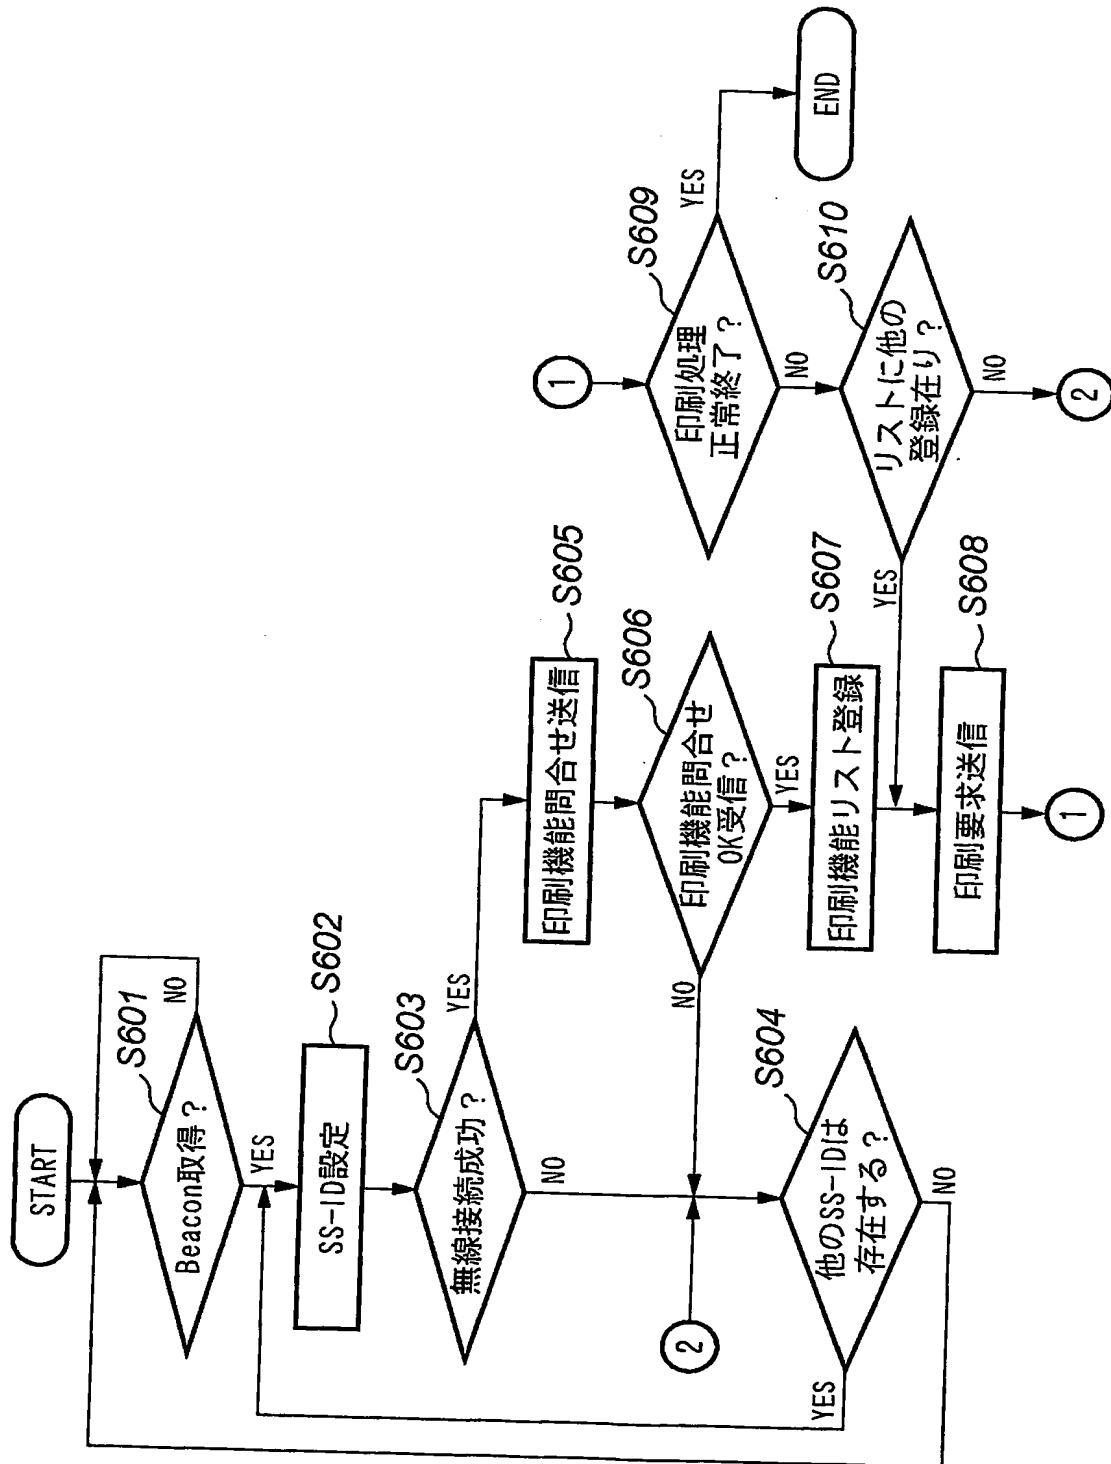 START
S601
Beacon取得?
NO
YES
S602
SS-ID設定
S603
無線接続成功?
YES
NO
2
S604
他のSS-IDは
存在する?
YES
NO
S605
印刷機能問合せ送信
S606
印刷機能問合せ
OK受信?
NO
YES
S607
印刷機能リスト登録
S608
印刷要求送信
1
1
S609
印刷処理
正常終了?
YES
NO
END
S610
リストに他の
登録在り?
YES
NO
2